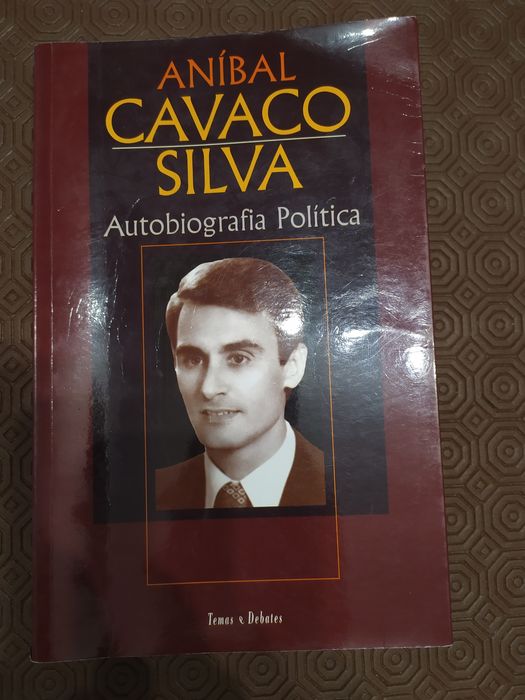 ANÍBAL
CAVACO
SILVA
Autobiografia Política
Temas e Debates